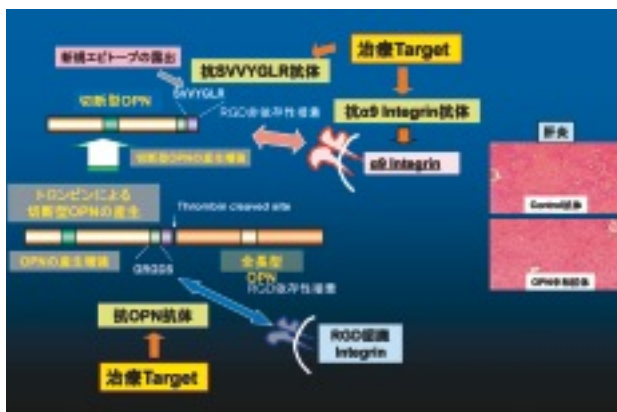 新規エピトープの露出
抗SVVYGLR抗体
治療Target
SVVYGLR
切断型OPN
RGD非依存性接着
抗α9 Integrin抗体
切断型OPNの産生増強
α9 Integrin
肝炎
Control抗体
トロンビンによる
切断型OPNの産生
Thrombin cleaved site
OPNの産生増強
GRGDS
全長型
OPN
RGD依存性接着
抗OPN抗体
RGD認識
Integrin
治療Target